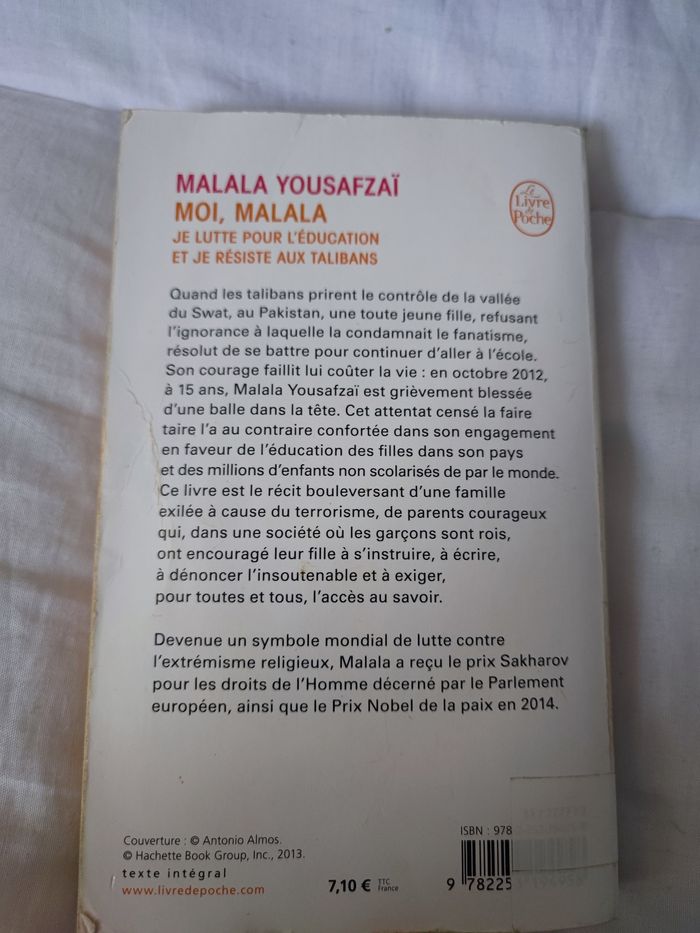 MALALA YOUSAFZAÏ
MOI, MALALA
JE LUTTE POUR L'ÉDUCATION
ET JE RÉSISTE AUX TALIBANS
Le
Livre
de
Poche
Quand les talibans prirent le contrôle de la vallée
du Swat, au Pakistan, une toute jeune fille, refusant
l'ignorance à laquelle la condamnait le fanatisme,
résolut de se battre pour continuer d'aller à l'école.
Son courage faillit lui coûter la vie : en octobre 2012,
à 15 ans, Malala Yousafzaï est grièvement blessée
d'une balle dans la tête. Cet attentat censé la faire
taire l'a au contraire confortée dans son engagement
en faveur de l'éducation des filles dans son pays
et des millions d'enfants non scolarisés de par le monde.
Ce livre est le récit bouleversant d'une famille
exilée à cause du terrorisme, de parents courageux
qui, dans une société où les garçons sont rois,
ont encouragé leur fille à s'instruire, à écrire,
à dénoncer l'insoutenable et à exiger,
pour toutes et tous, l'accès au savoir.
Devenue un symbole mondial de lutte contre
l'extrémisme religieux, Malala a reçu le prix Sakharov
pour les droits de l'Homme décerné par le Parlement
européen, ainsi que le Prix Nobel de la paix en 2014.
Couverture : © Antonio Almos.
© Hachette Book Group, Inc., 2013.
texte intégral
www.livredepoche.com
7,10 € TTC
France
ISBN : 978
9 78225